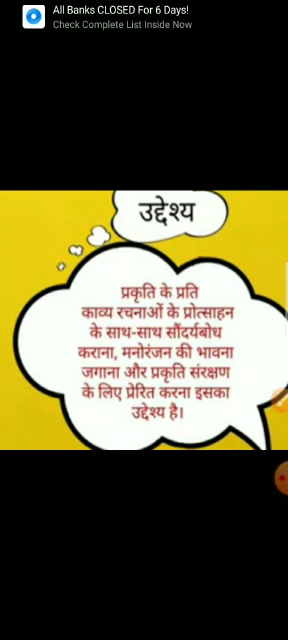 All Banks CLOSED For 6 Days!
Check Complete List Inside Now
उद्देश्य
प्रकृति के प्रति
काव्य रचनाओं के प्रोत्साहन
के साथ-साथ सौंदर्यबोध
कराना, मनोरंजन की भावना
जगाना और प्रकृति संरक्षण
के लिए प्रेरित करना इसका
उद्देश्य है।